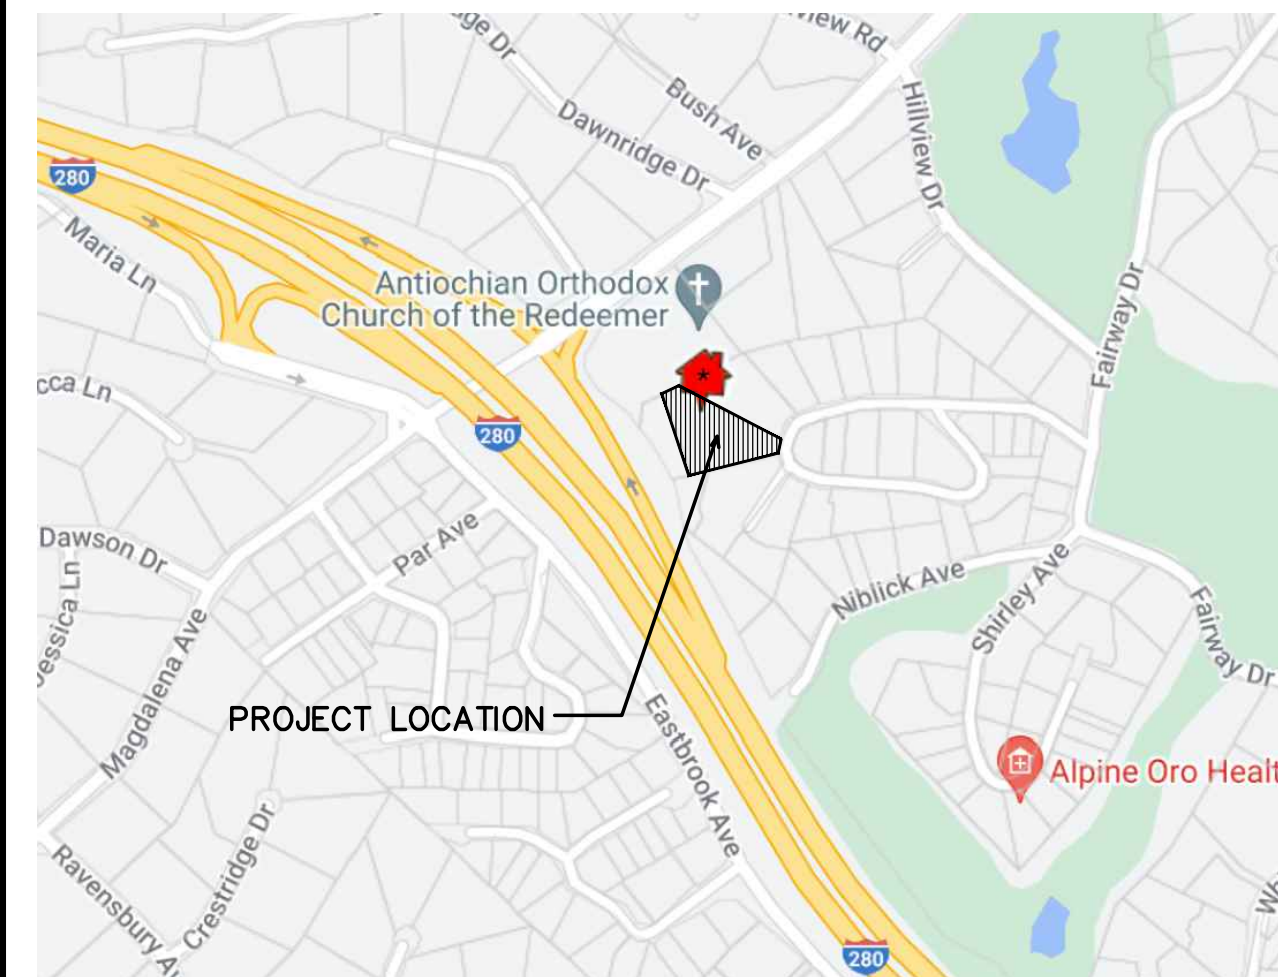 view Rd
ge Dr
Bush Ave
Hillview Dr
Dawnridge Dr
280
Maria Ln
Fairway Dr
Antiochian Orthodox
Church of the Redeemer
*
cca Ln
280
Dawson Dr
Par Ave
Jessica Ln
Niblick Ave
Shirley Ave
Magdalena Ave
Fairway Dr
PROJECT LOCATION
Eastbrook Ave
Alpine Oro Healt
Ravensbury A
Crestridge Dr
280